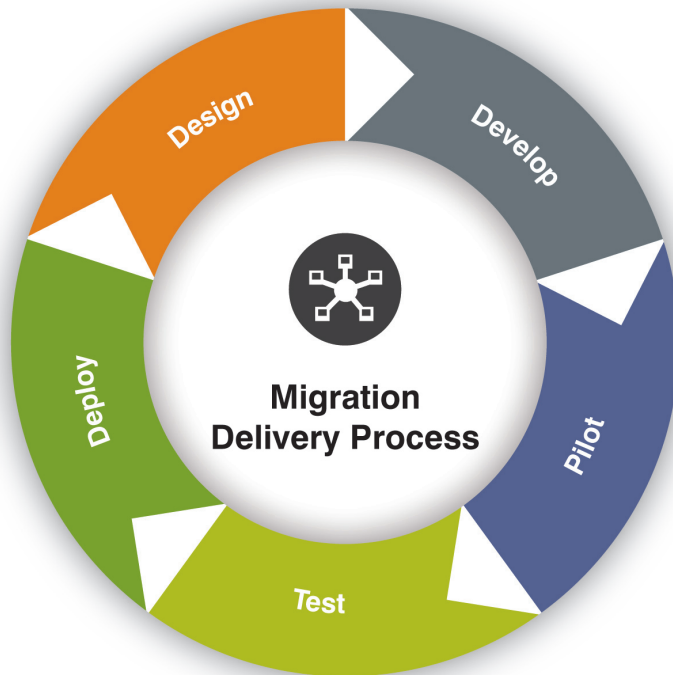 Design
Develop
Pilot
Test
Deploy
Migration
Delivery Process